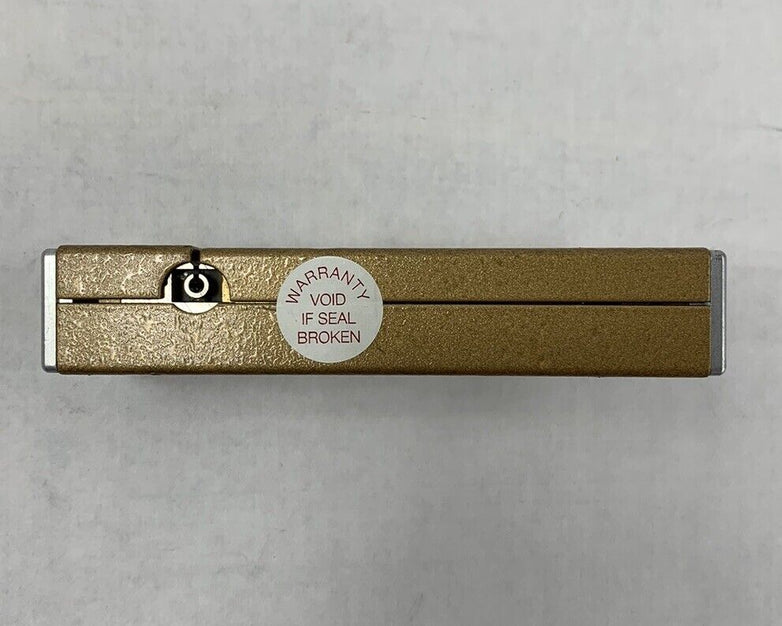 WARRANTY
VOID
IF SEAL
BROKEN